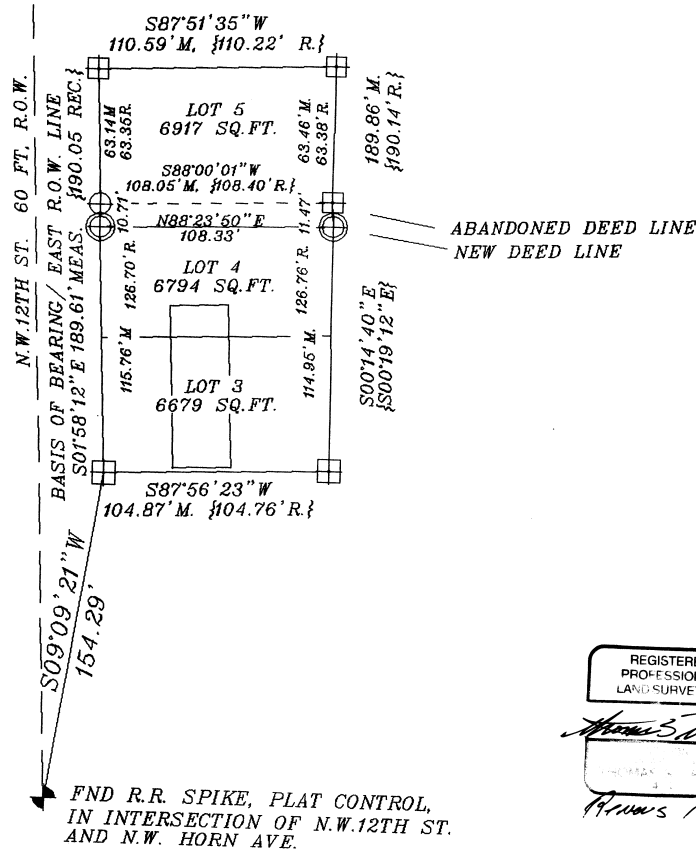 S87°51'35"W
110.59'M, {110.22' R.}
N.W.12TH ST. 60 FT, R.O.W.
BASIS OF BEARING/ EAST R.O.W. LINE
S01°58'12"E 189.61' MEAS. {190.05 REC.}
63.14M
63.35R
LOT 5
6917 SQ.FT.
63.46'M.
63.38'R.
189.86'M.
{190.14'R.}
S88°00'01"W
108.05'M, {108.40'R.}
10.71'
11.47'
N88°23'50"E
108.33'
ABANDONED DEED LINE
NEW DEED LINE
LOT 4
6794 SQ.FT.
126.70'R.
126.76'R.
115.76'M
114.95'M.
S00°14'40"E
{S00°19'12"E}
LOT 3
6679 SQ.FT.
S87°56'23"W
104.87'M. {104.76'R.}
S09°09'21"W
154.29'
REGISTERE
PROFESSION
LAND SURVE
FND R.R. SPIKE, PLAT CONTROL,
IN INTERSECTION OF N.W.12TH ST.
AND N.W. HORN AVE.